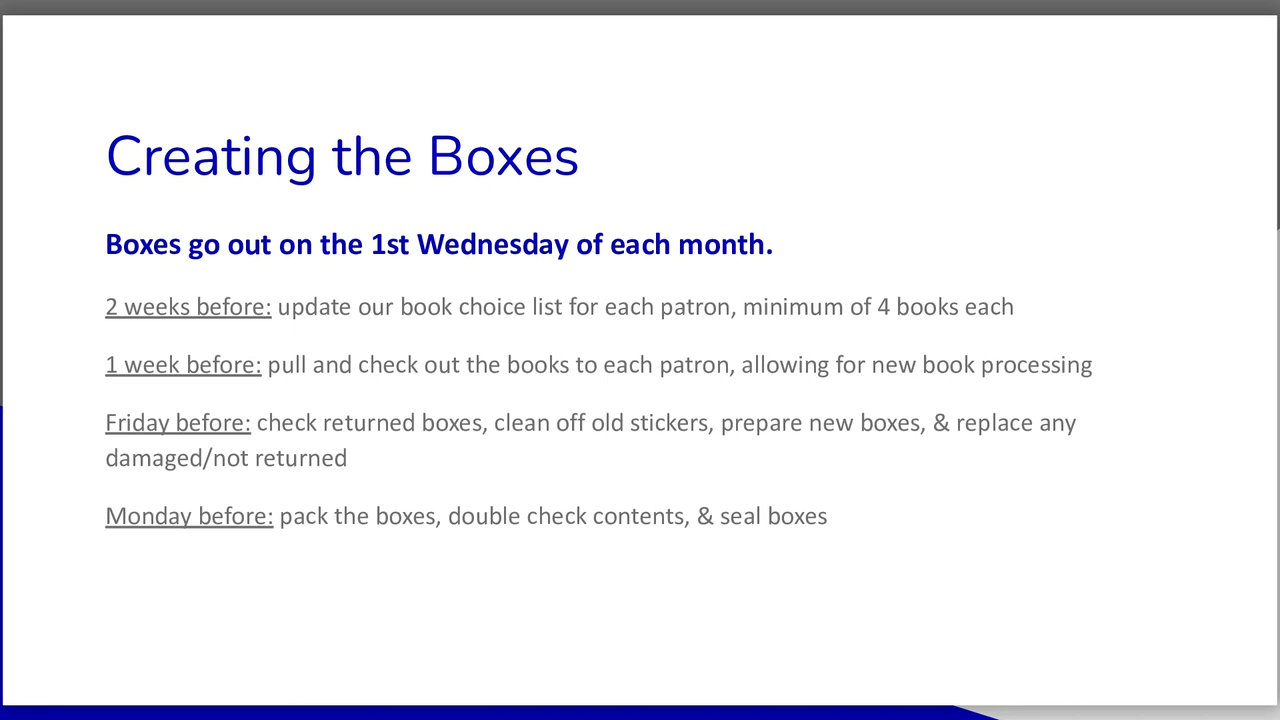 Creating the Boxes
Boxes go out on the 1st Wednesday of each month.
2 weeks before: update our book choice list for each patron, minimum of 4 books each
1 week before: pull and check out the books to each patron, allowing for new book processing
Friday before: check returned boxes, clean off old stickers, prepare new boxes, & replace any
damaged/not returned
Monday before: pack the boxes, double check contents, & seal boxes